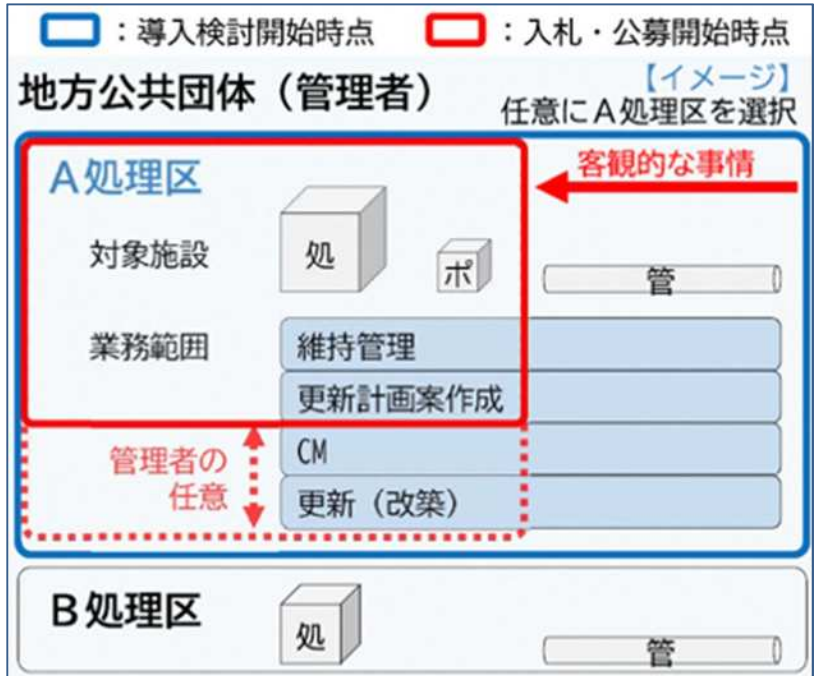 ：導入検討開始時点　：入札・公募開始時点
地方公共団体（管理者）
【イメージ】
任意にA処理区を選択
A処理区
客観的な事情
対象施設
処
ポ
管
業務範囲
維持管理
更新計画案作成
管理者の
任意
CM
更新（改築）
B処理区
処
管